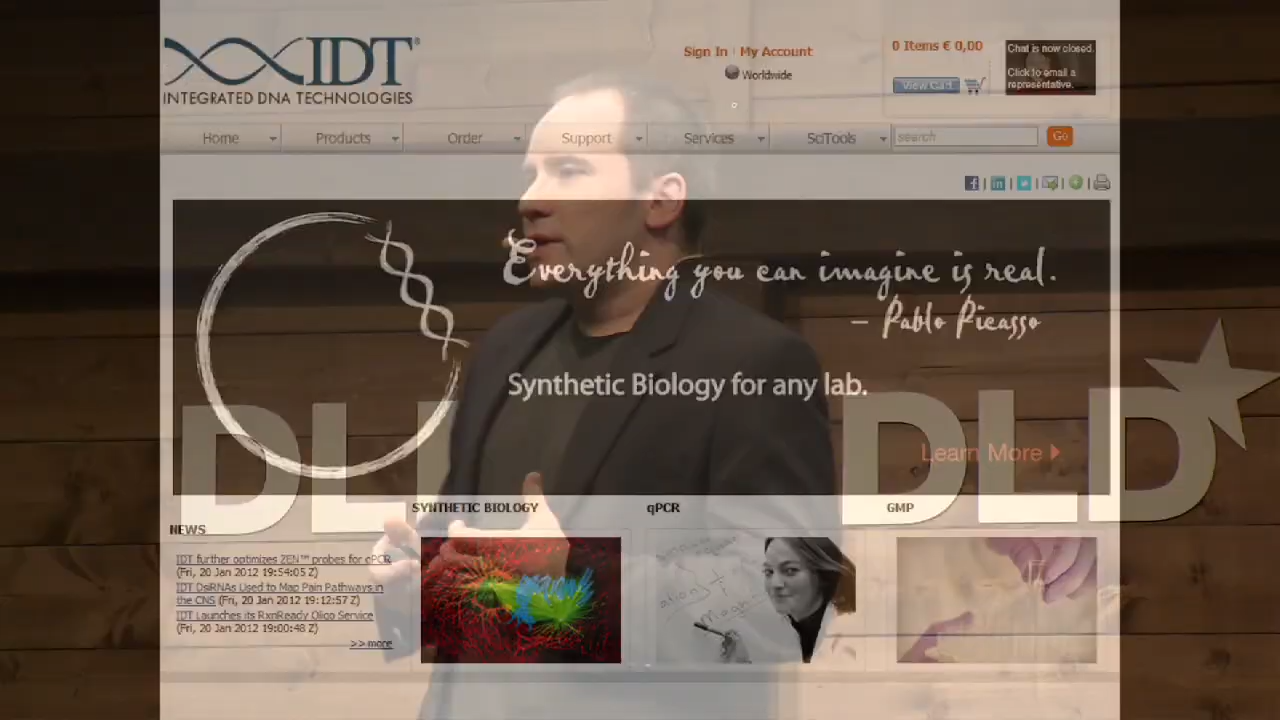 IDT®
INTEGRATED DNA TECHNOLOGIES
Sign In | My Account
Worldwide
0 Items € 0,00
View Cart
Chat is now closed.
Click to email a
representative.
Home
Products
Order
Support
Services
SciTools
search
Go
Everything you can imagine is real.
– Pablo Picasso
Synthetic Biology for any lab.
Learn More
DL
DLD
NEWS
IDT further optimizes ZEN™ probes for qPCR
(Fri, 20 Jan 2012 19:54:05 Z)
IDT DsiRNAs Used to Map Pain Pathways in
the CNS (Fri, 20 Jan 2012 19:12:57 Z)
IDT Launches its RxnReady Oligo Service
(Fri, 20 Jan 2012 19:00:48 Z)
>> more
SYNTHETIC BIOLOGY
qPCR
GMP